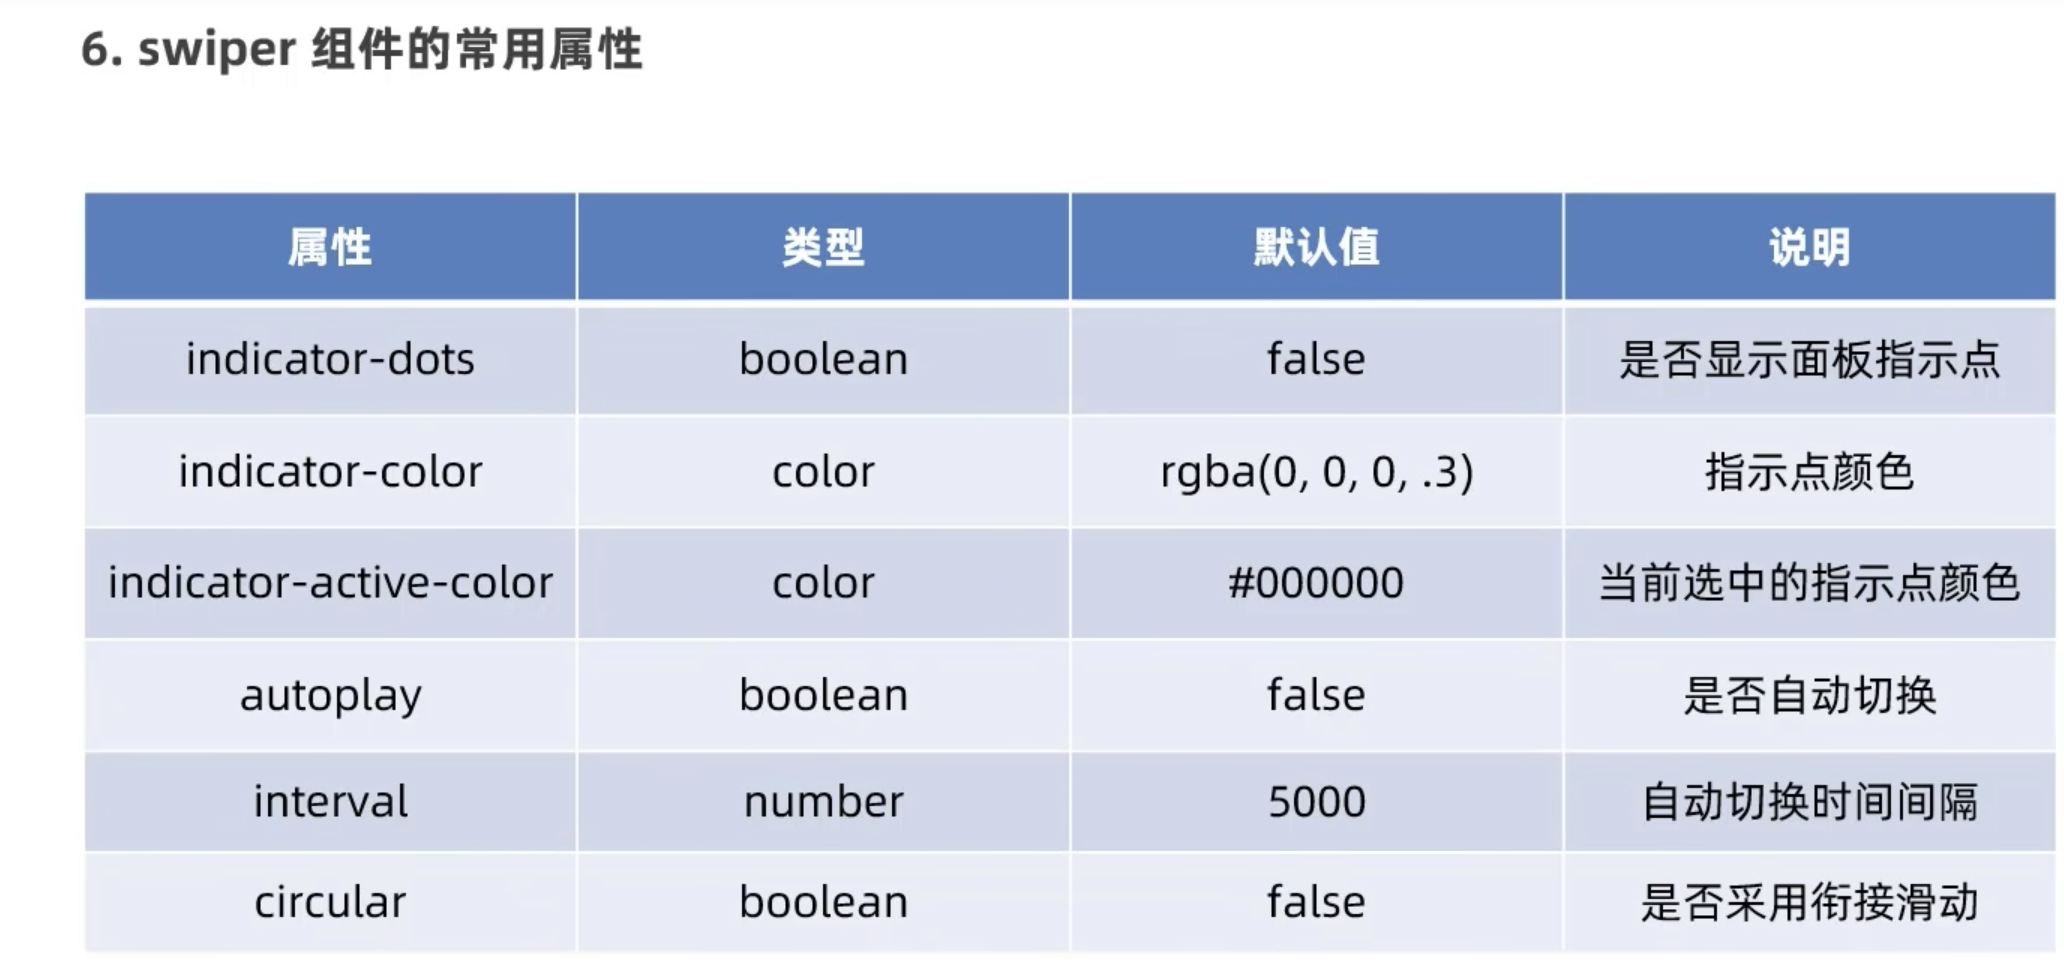 6. swiper 组件的常用属性
属性 类型 默认值 说明
indicator-dots boolean false 是否显示面板指示点
indicator-color color rgba(0, 0, 0, .3) 指示点颜色
indicator-active-color color #000000 当前选中的指示点颜色
autoplay boolean false 是否自动切换
interval number 5000 自动切换时间间隔
circular boolean false 是否采用衔接滑动